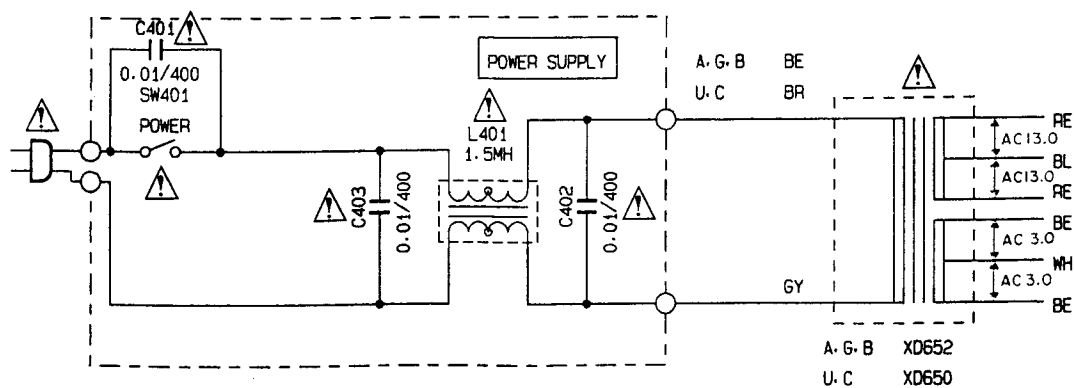 C401
0.01/400
SW401
POWER
POWER SUPPLY
L401
1.5MH
C403
0.01/400
C402
0.01/400
A.G.B BE
U.C BR
GY
RE
AC13.0
BL
AC13.0
RE
BE
AC 3.0
WH
AC 3.0
BE
A.G.B XD652
U.C XD650